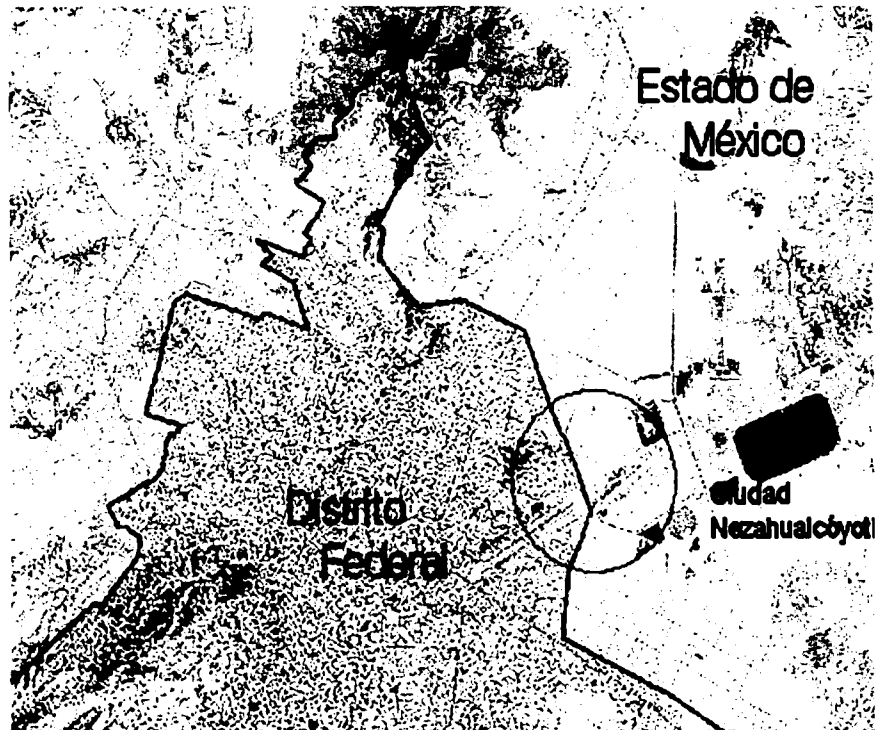 Estado de
México
Distrito
Federal
Ciudad
Nezahualcóyotl